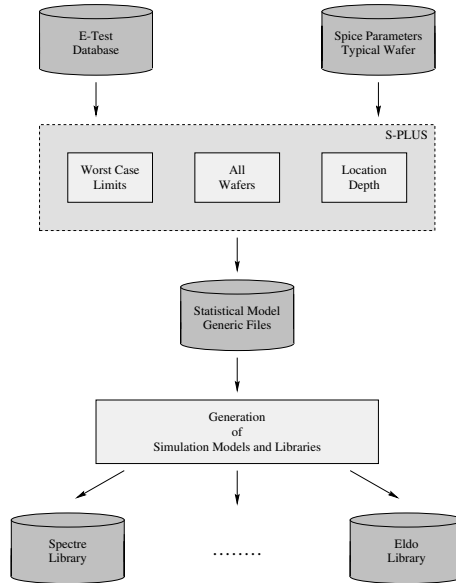 E-Test
Database
Spice Parameters
Typical Wafer
S-PLUS
Worst Case
Limits
All
Wafers
Location
Depth
Statistical Model
Generic Files
Generation
of
Simulation Models and Libraries
Spectre
Library
........
Eldo
Library